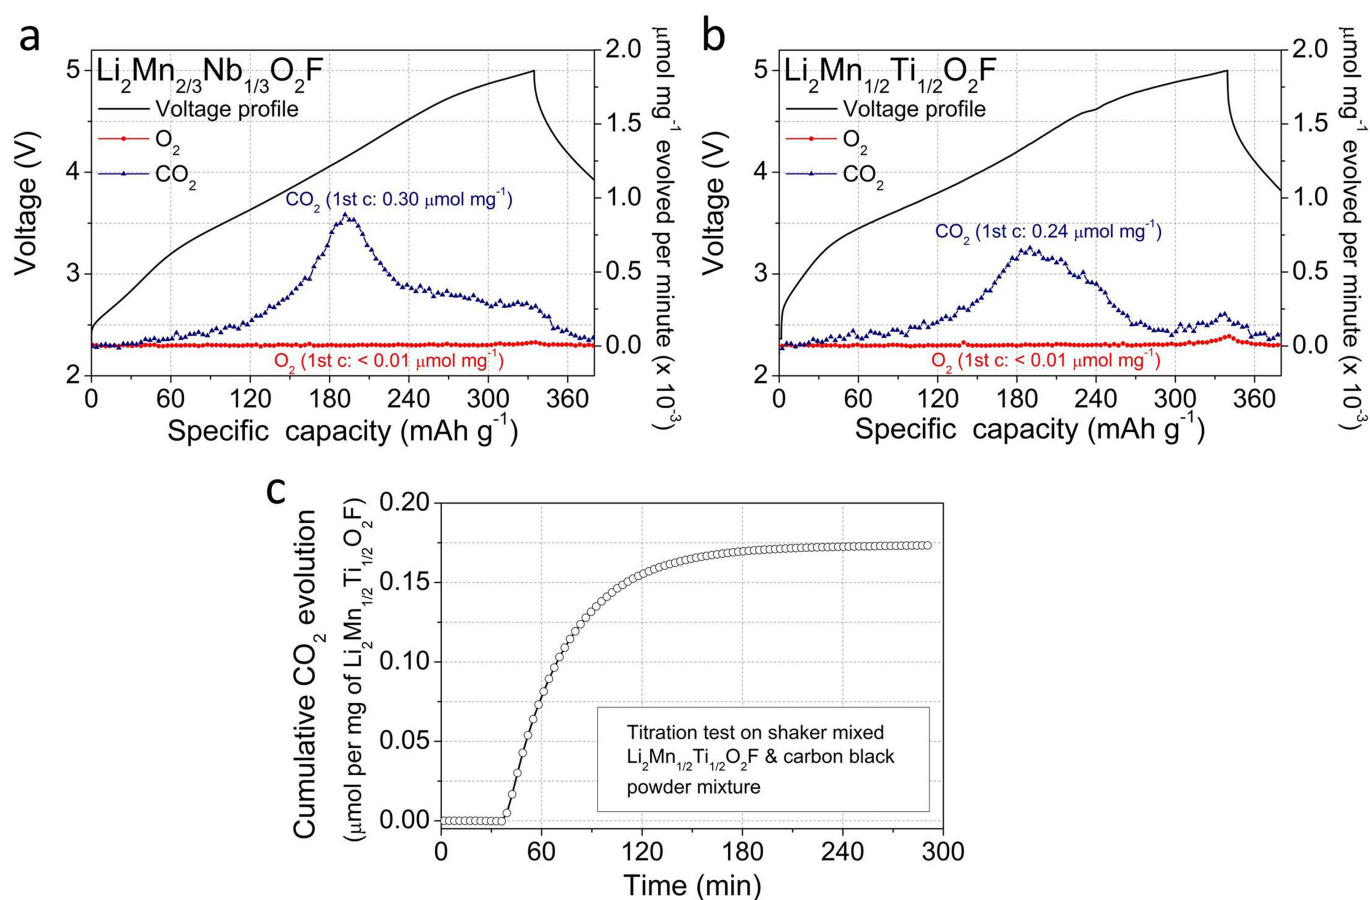 a
Li2Mn2/3Nb1/3O2F
Voltage profile
O2
CO2
CO2 (1st c: 0.30 μmol mg-1)
O2 (1st c: < 0.01 μmol mg-1)
Voltage (V)
5
4
3
2
0 60 120 180 240 300 360
Specific capacity (mAh g-1)
2.0
1.5
1.0
0.5
0.0
μmol mg-1 evolved per minute (x 10-3)
b
Li2Mn1/2Ti1/2O2F
Voltage profile
O2
CO2
CO2 (1st c: 0.24 μmol mg-1)
O2 (1st c: < 0.01 μmol mg-1)
Voltage (V)
5
4
3
2
0 60 120 180 240 300 360
Specific capacity (mAh g-1)
2.0
1.5
1.0
0.5
0.0
μmol mg-1 evolved per minute (x 10-3)
c
Cumulative CO2 evolution
(μmol per mg of Li2Mn1/2Ti1/2O2F)
0.20
0.15
0.10
0.05
0.00
Titration test on shaker mixed
Li2Mn1/2Ti1/2O2F & carbon black
powder mixture
0 60 120 180 240 300
Time (min)